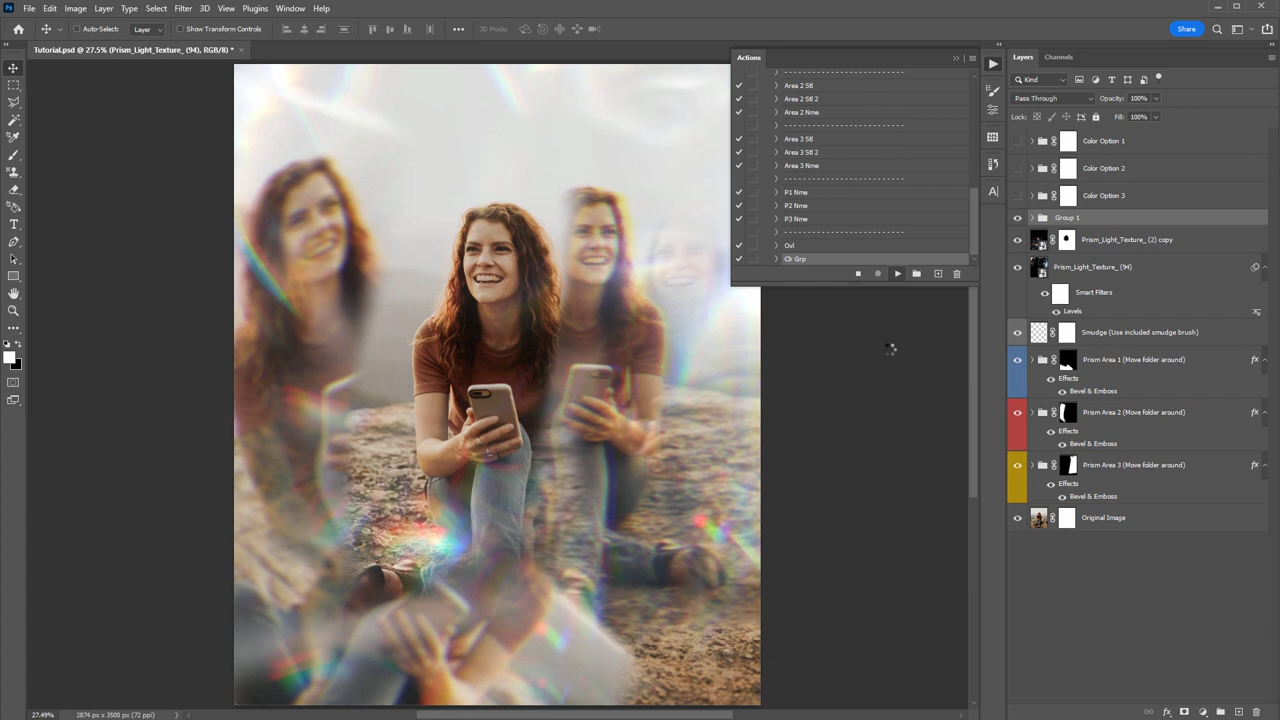 Ps File Edit Image Layer Type Select Filter 3D View Plugins Window Help
Auto-Select: Layer Show Transform Controls ••• 3D Mode: Share
Tutorial.psd @ 27.5% (Prism_Light_Texture_ (94), RGB/8) * ×
Actions
Area 2 Stl
Area 2 Stl 2
Area 2 Nme
Area 3 Stl
Area 3 Stl 2
Area 3 Nme
P1 Nme
P2 Nme
P3 Nme
Ovl
Clr Grp
Layers Channels
Kind
Pass Through Opacity: 100%
Lock: Fill: 100%
Color Option 1
Color Option 2
Color Option 3
Group 1
Prism_Light_Texture_ (2) copy
Prism_Light_Texture_ (94)
Smart Filters
Levels
Smudge (Use included smudge brush)
Prism Area 1 (Move folder around) fx
Effects
Bevel & Emboss
Prism Area 2 (Move folder around) fx
Effects
Bevel & Emboss
Prism Area 3 (Move folder around) fx
Effects
Bevel & Emboss
Original Image
27.49% 2874 px x 3500 px (72 ppi)
fx